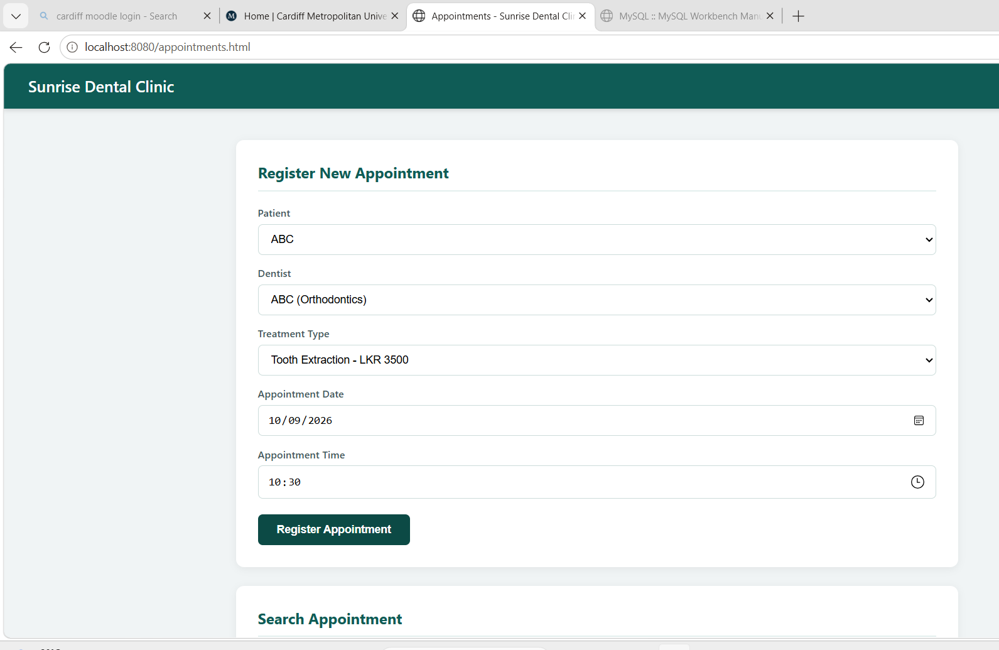 cardiff moodle login - Search
Home | Cardiff Metropolitan Unive
Appointments - Sunrise Dental Cli
MySQL :: MySQL Workbench Manu
localhost:8080/appointments.html
Sunrise Dental Clinic
Register New Appointment
Patient
ABC
Dentist
ABC (Orthodontics)
Treatment Type
Tooth Extraction - LKR 3500
Appointment Date
10/09/2026
Appointment Time
10:30
Register Appointment
Search Appointment